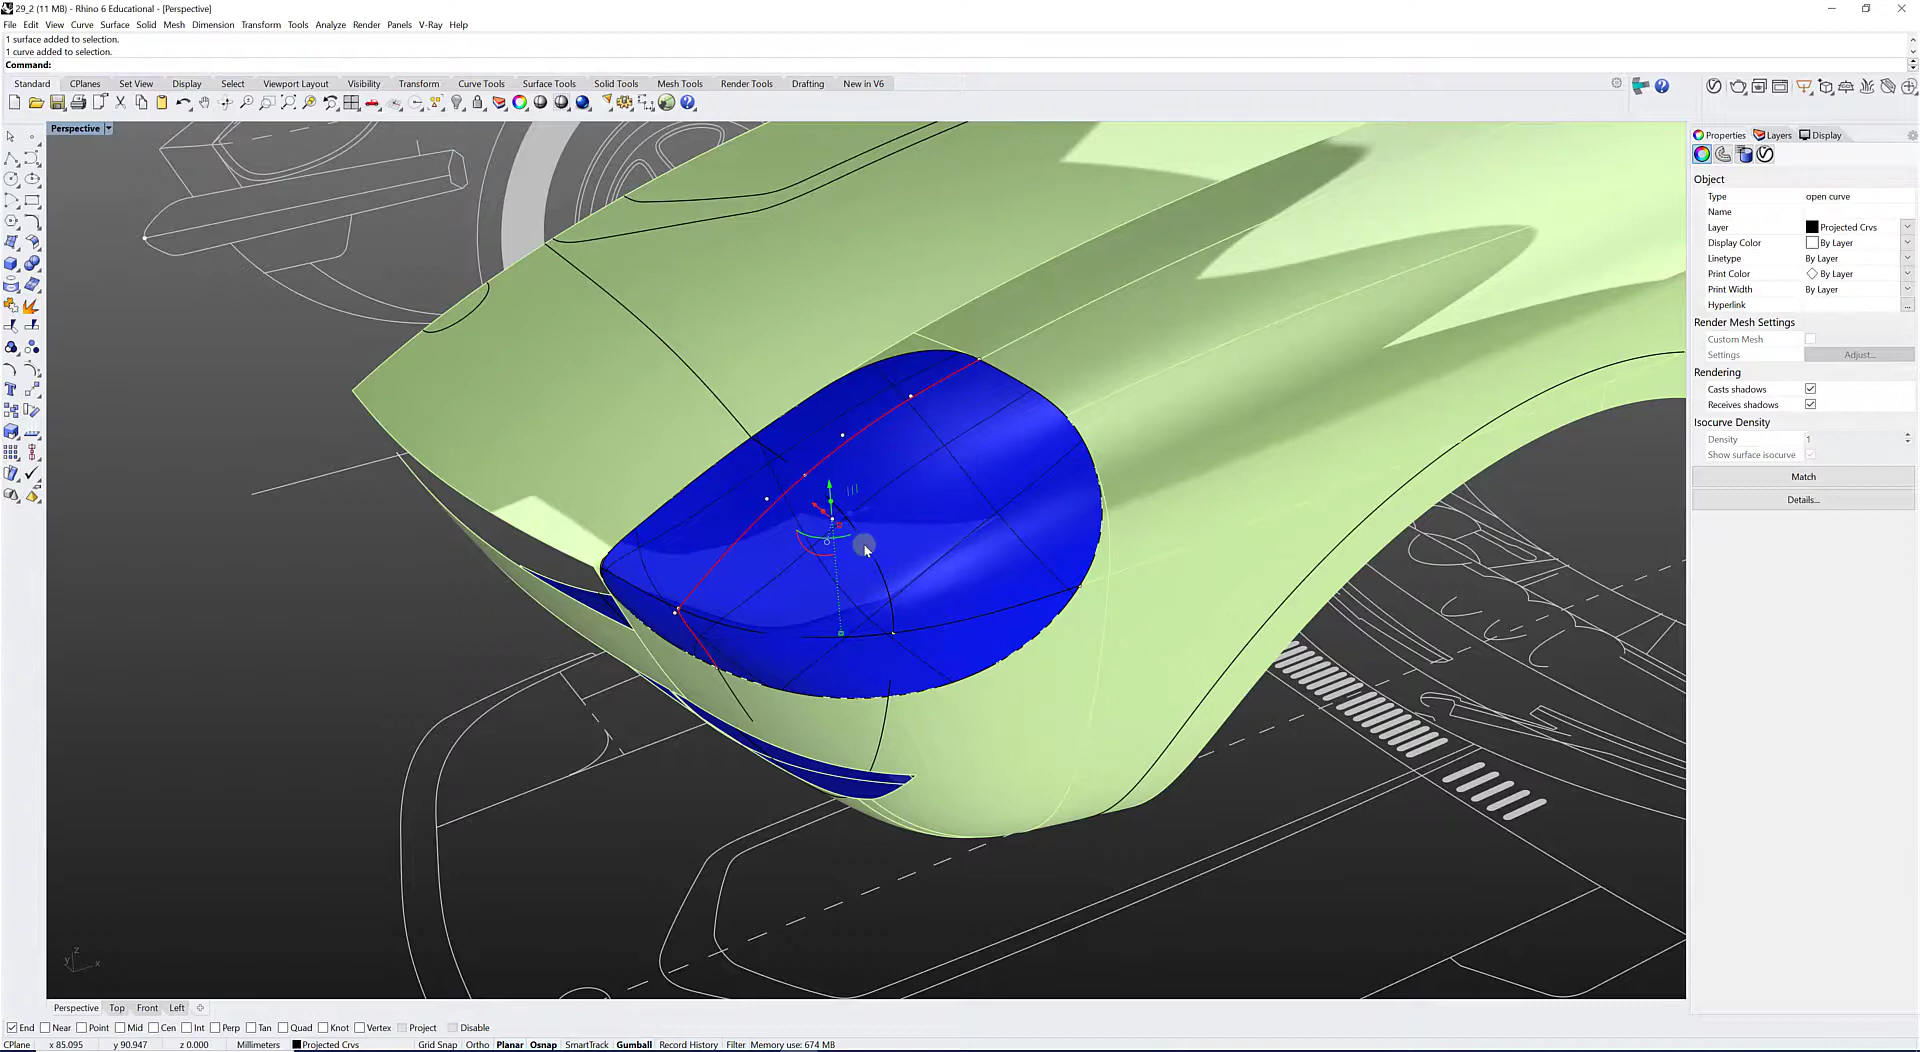 29_2 (11 MB) - Rhino 6 Educational - [Perspective]
File Edit View Curve Surface Solid Mesh Dimension Transform Tools Analyze Render Panels V-Ray Help
1 surface added to selection.
1 curve added to selection.
Command:
Standard CPlanes Set View Display Select Viewport Layout Visibility Transform Curve Tools Surface Tools Solid Tools Mesh Tools Render Tools Drafting New in V6
Perspective
Properties Layers Display
Object
Type open curve
Name
Layer Projected Crvs
Display Color By Layer
Linetype By Layer
Print Color By Layer
Print Width By Layer
Hyperlink ...
Render Mesh Settings
Custom Mesh
Settings Adjust...
Rendering
Casts shadows
Receives shadows
Isocurve Density
Density 1
Show surface isocurve
Match
Details...
z
y x
Perspective Top Front Left
End Near Point Mid Cen Int Perp Tan Quad Knot Vertex Project Disable
CPlane x 85.095 y 90.947 z 0.000 Millimeters Projected Crvs Grid Snap Ortho Planar Osnap SmartTrack Gumball Record History Filter Memory use: 674 MB